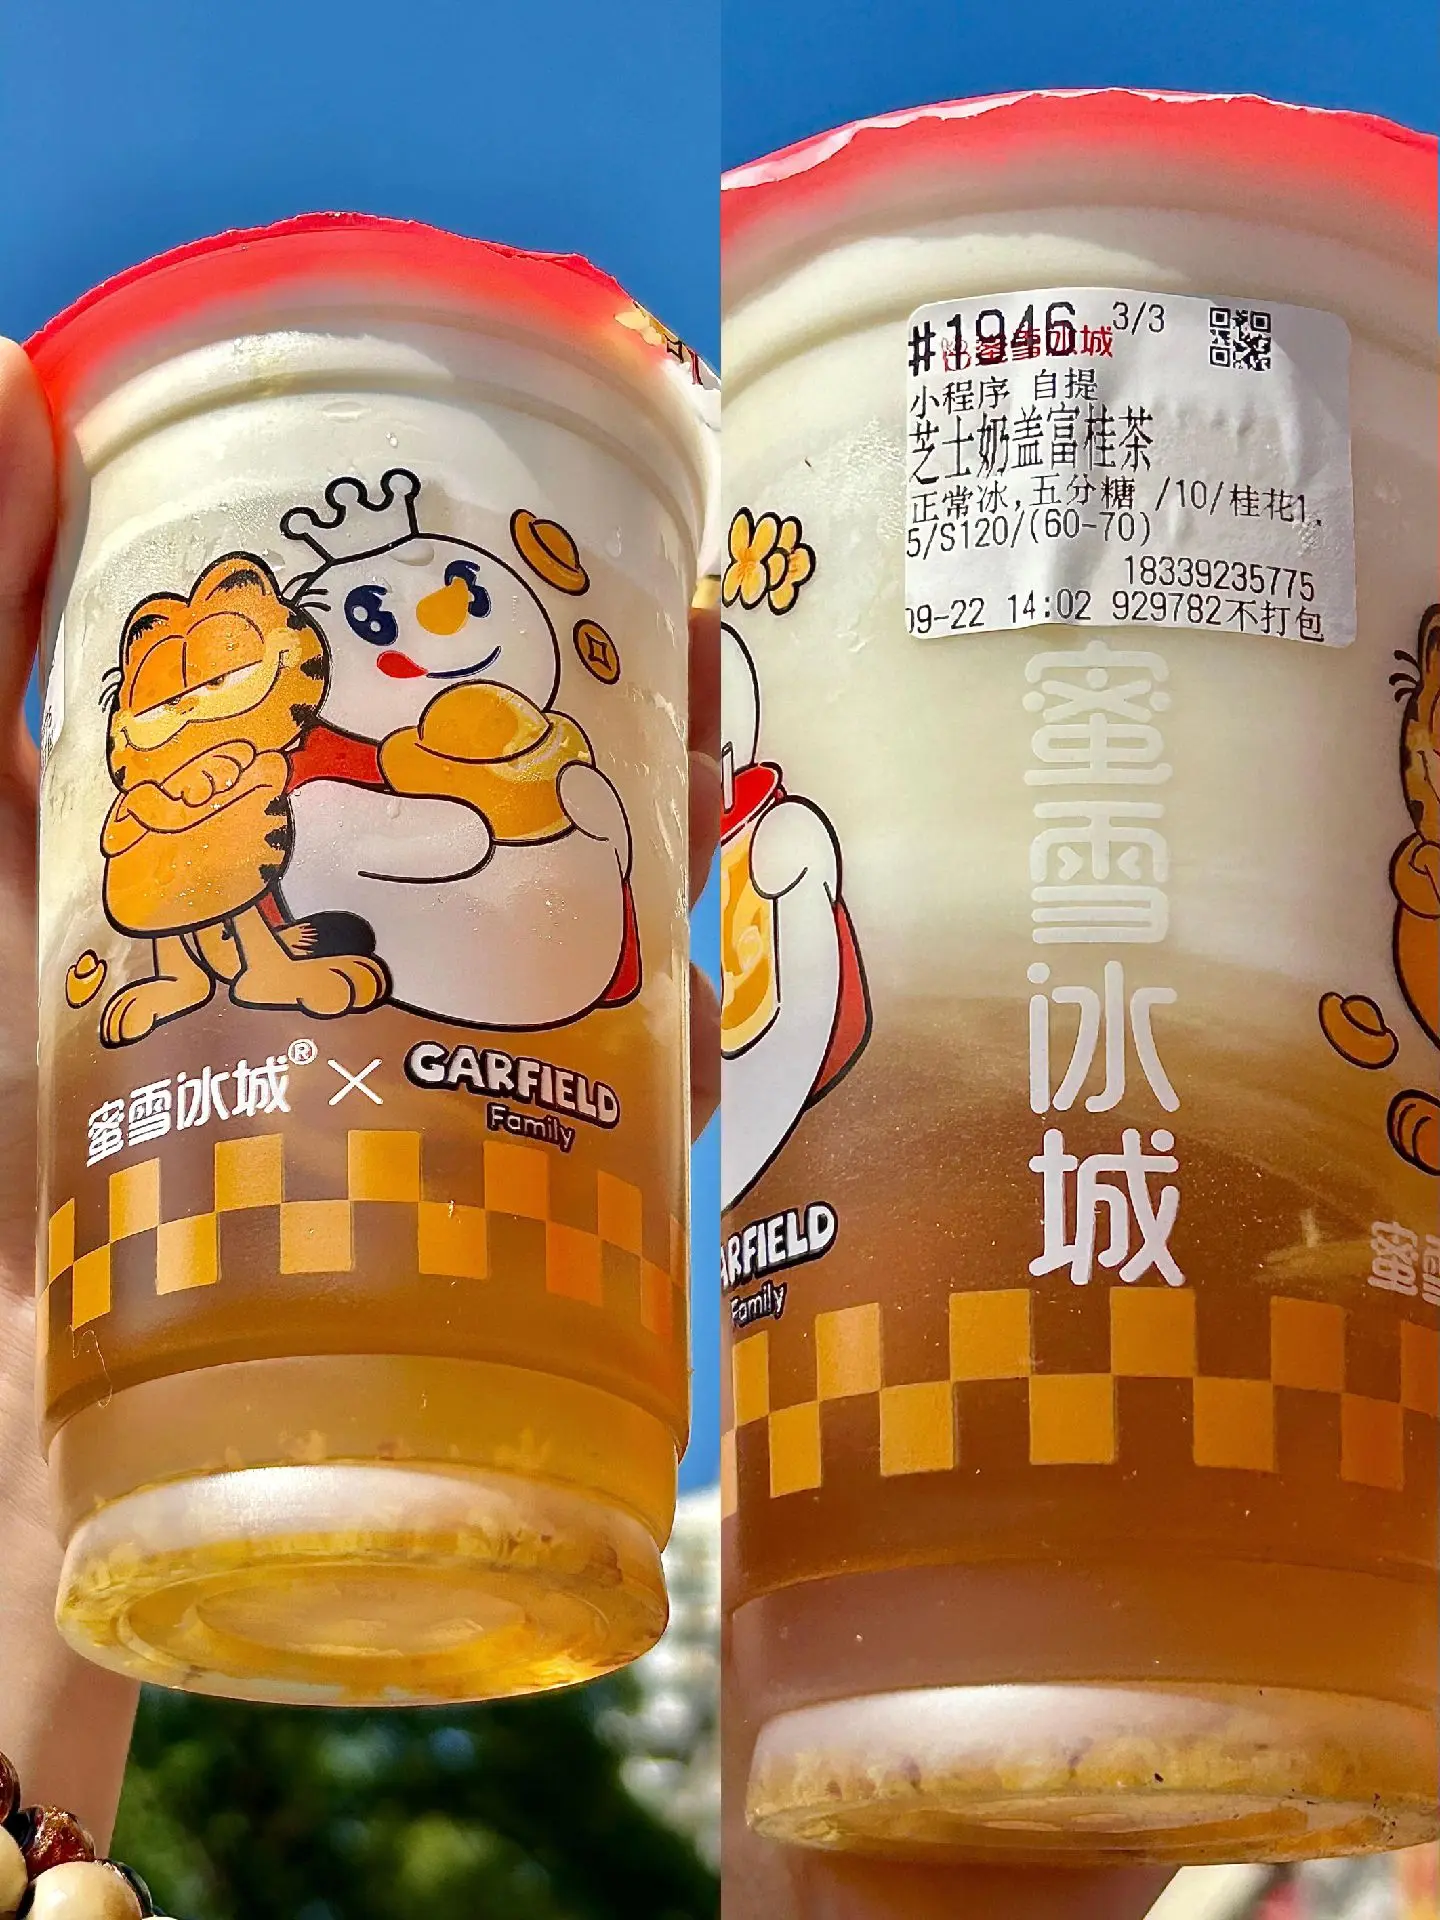 蜜雪冰城® × GARFIELD
Family
#1946 3/3
蜜雪冰城
小程序 自提
芝士奶盖富桂茶
正常冰,五分糖 /10/桂花1.
5/S120/(60-70)
18339235775
09-22 14:02 929782不打包
蜜雪冰城
ARFIELD
Family
蜜雪